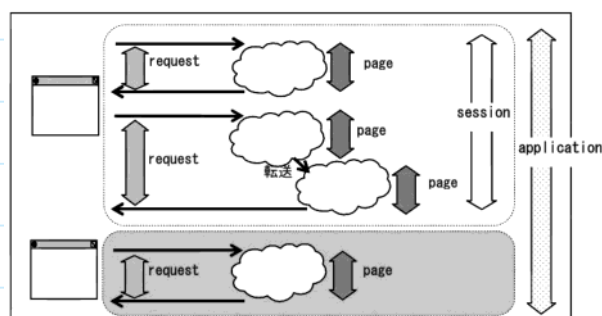 request
page
session
request
page
application
転送
page
request
page